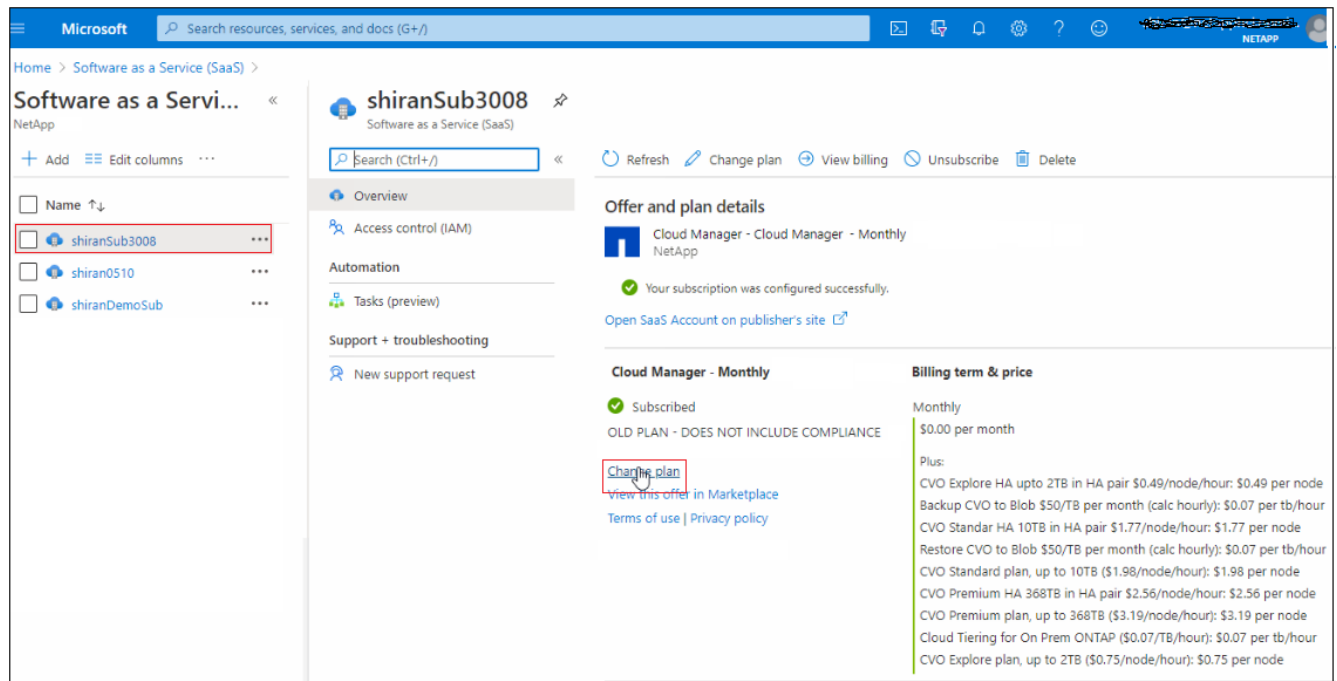 Microsoft
Search resources, services, and docs (G+/)
NETAPP
Home > Software as a Service (SaaS) >
Software as a Servi...
NetApp
Add
Edit columns
Name
shiranSub3008
shiran0510
shiranDemoSub
shiranSub3008
Software as a Service (SaaS)
Search (Ctrl+/)
Overview
Access control (IAM)
Automation
Tasks (preview)
Support + troubleshooting
New support request
Refresh
Change plan
View billing
Unsubscribe
Delete
Offer and plan details
Cloud Manager - Cloud Manager - Monthly
NetApp
Your subscription was configured successfully.
Open SaaS Account on publisher's site
Cloud Manager - Monthly
Subscribed
OLD PLAN - DOES NOT INCLUDE COMPLIANCE
Change plan
View this offer in Marketplace
Terms of use | Privacy policy
Billing term & price
Monthly
$0.00 per month
Plus:
CVO Explore HA upto 2TB in HA pair $0.49/node/hour: $0.49 per node
Backup CVO to Blob $50/TB per month (calc hourly): $0.07 per tb/hour
CVO Standar HA 10TB in HA pair $1.77/node/hour: $1.77 per node
Restore CVO to Blob $50/TB per month (calc hourly): $0.07 per tb/hour
CVO Standard plan, up to 10TB ($1.98/node/hour): $1.98 per node
CVO Premium HA 368TB in HA pair $2.56/node/hour: $2.56 per node
CVO Premium plan, up to 368TB ($3.19/node/hour): $3.19 per node
Cloud Tiering for On Prem ONTAP ($0.07/TB/hour): $0.07 per tb/hour
CVO Explore plan, up to 2TB ($0.75/node/hour): $0.75 per node